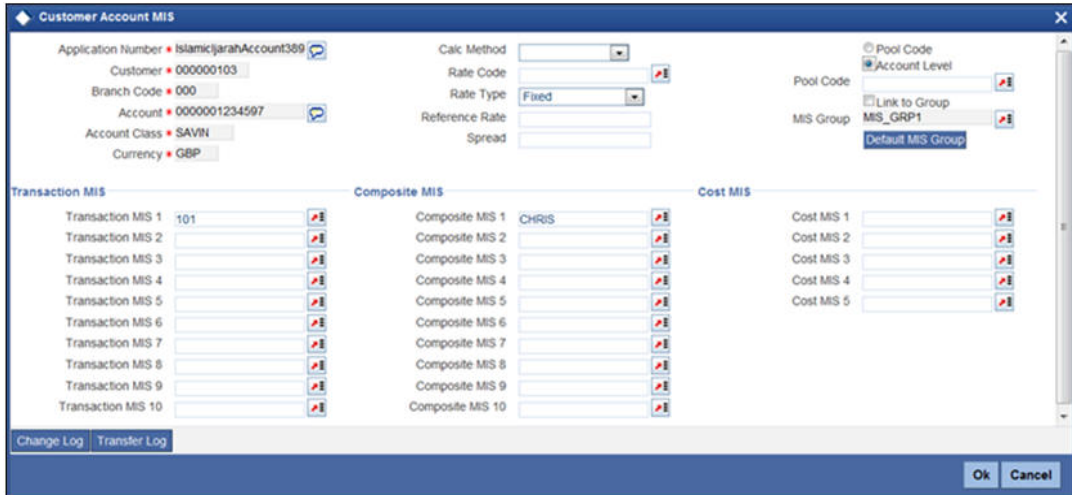 Customer Account MIS
Application Number * IslamicIjarahAccount389
Customer * 000000103
Branch Code * 000
Account * 0000001234597
Account Class * SAVIN
Currency * GBP
Calc Method
Rate Code
Rate Type Fixed
Reference Rate
Spread
Pool Code
Account Level
Pool Code
Link to Group
MIS Group MIS_GRP1
Default MIS Group
Transaction MIS
Transaction MIS 1 101
Transaction MIS 2
Transaction MIS 3
Transaction MIS 4
Transaction MIS 5
Transaction MIS 6
Transaction MIS 7
Transaction MIS 8
Transaction MIS 9
Transaction MIS 10
Composite MIS
Composite MIS 1 CHRIS
Composite MIS 2
Composite MIS 3
Composite MIS 4
Composite MIS 5
Composite MIS 6
Composite MIS 7
Composite MIS 8
Composite MIS 9
Composite MIS 10
Cost MIS
Cost MIS 1
Cost MIS 2
Cost MIS 3
Cost MIS 4
Cost MIS 5
Change Log Transfer Log
Ok Cancel